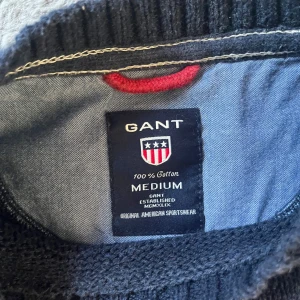 GANT
100% Cotton
MEDIUM
GANT
ESTABLISHED
MCMXLIX
ORIGINAL AMERICAN SPORTSWEAR